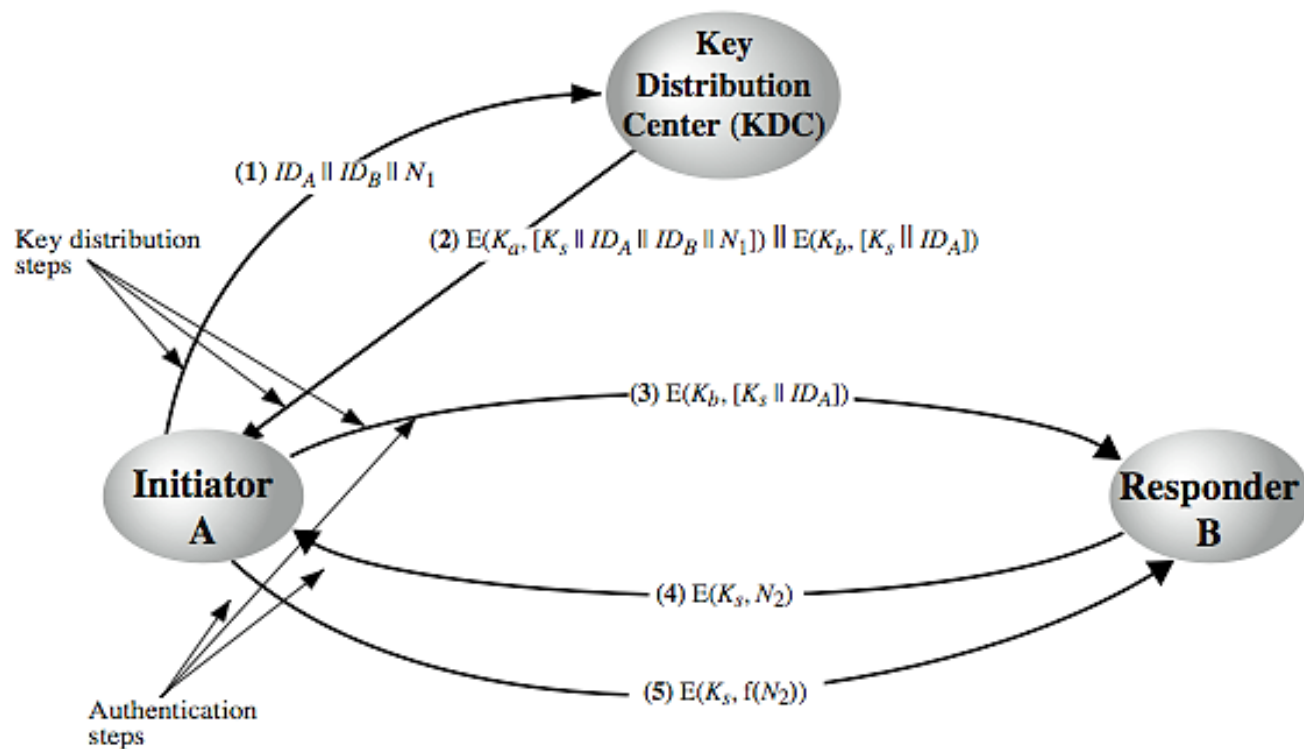 Key
Distribution
Center (KDC)
(1) ID_A || ID_B || N_1
Key distribution
steps
(2) E(K_a, [K_s || ID_A || ID_B || N_1]) || E(K_b, [K_s || ID_A])
(3) E(K_b, [K_s || ID_A])
Initiator
A
Responder
B
(4) E(K_s, N_2)
(5) E(K_s, f(N_2))
Authentication
steps